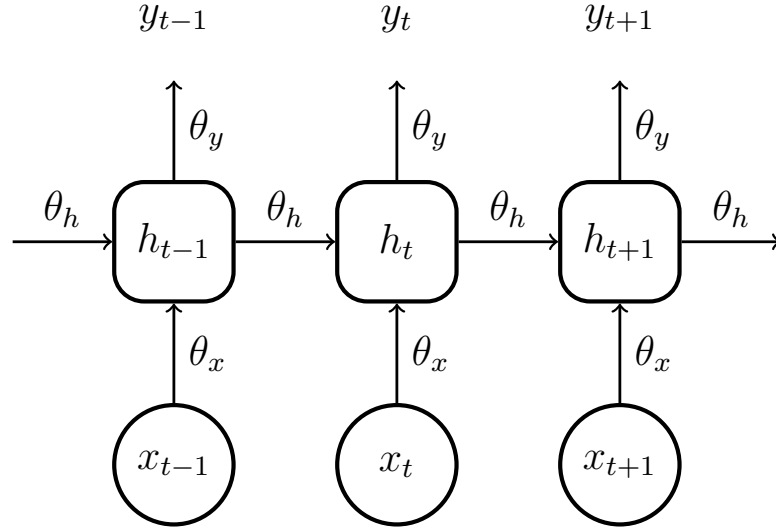 y_{t-1} y_t y_{t+1}
θ_y θ_y θ_y
θ_h θ_h θ_h θ_h
h_{t-1} h_t h_{t+1}
θ_x θ_x θ_x
x_{t-1} x_t x_{t+1}